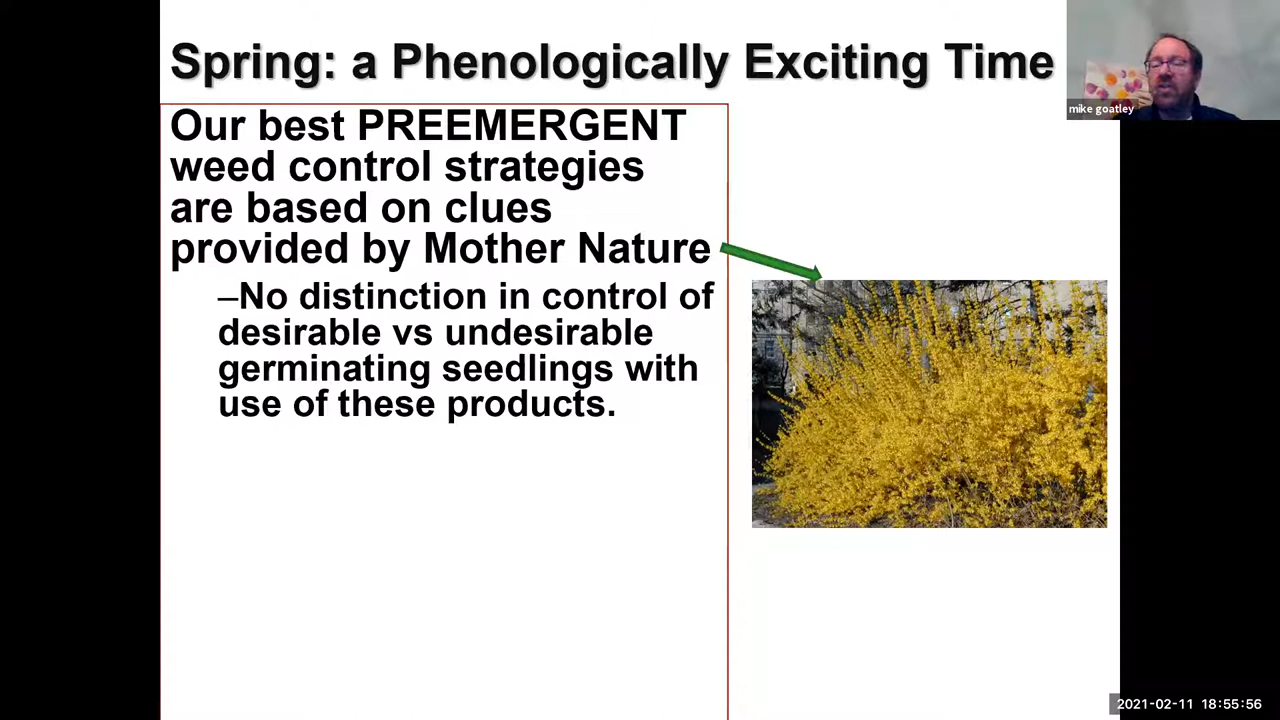 Spring: a Phenologically Exciting Time
mike goatley
Our best PREEMERGENT
weed control strategies
are based on clues
provided by Mother Nature
–No distinction in control of
desirable vs undesirable
germinating seedlings with
use of these products.
2021-02-11 18:55:56